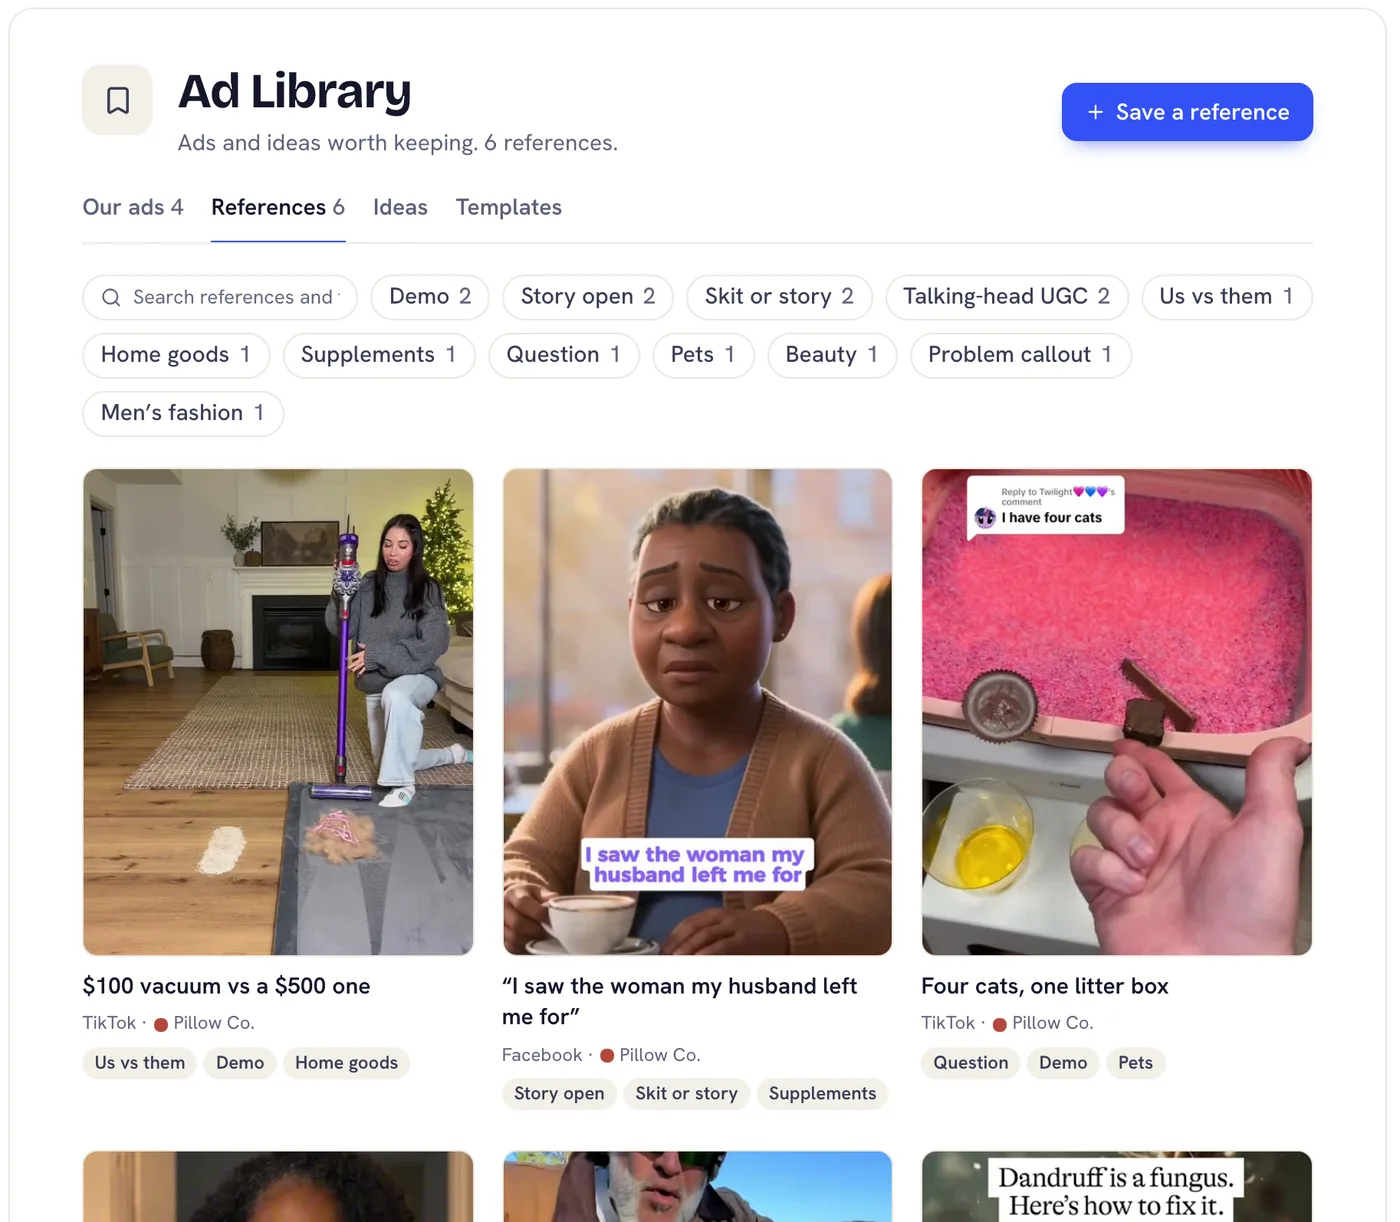 Ad Library
Ads and ideas worth keeping. 6 references.
+ Save a reference
Our ads 4 References 6 Ideas Templates
Search references and
Demo 2 Story open 2 Skit or story 2 Talking-head UGC 2 Us vs them 1
Home goods 1 Supplements 1 Question 1 Pets 1 Beauty 1 Problem callout 1
Men’s fashion 1
I saw the woman my
husband left me for
Reply to Twilight💗💙💜's
comment
I have four cats
$100 vacuum vs a $500 one
TikTok · Pillow Co.
Us vs them Demo Home goods
“I saw the woman my husband left
me for”
Facebook · Pillow Co.
Story open Skit or story Supplements
Four cats, one litter box
TikTok · Pillow Co.
Question Demo Pets
Dandruff is a fungus.
Here’s how to fix it.